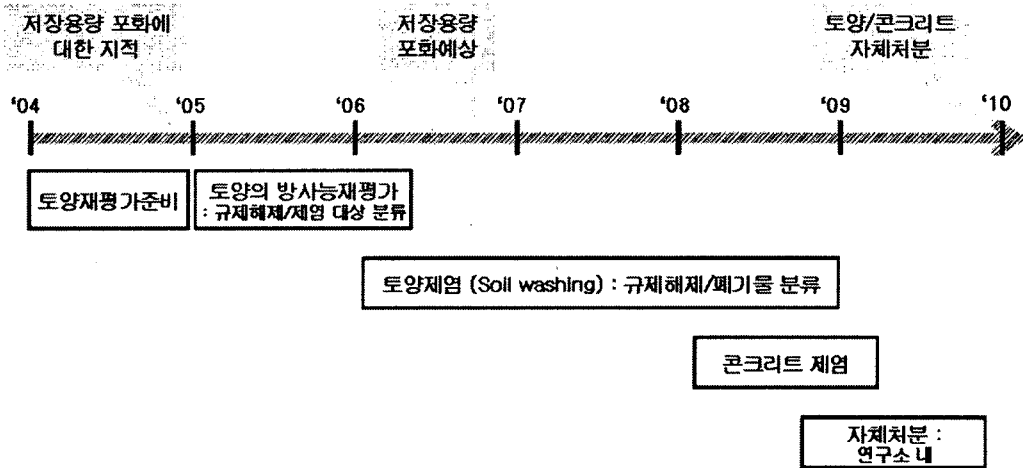 저장용량 포화에
대한 지적
저장용량
포화예상
토양/콘크리트
자체처분
‘04
‘05
‘06
‘07
‘08
‘09
‘10
토양재평가준비
토양의 방사능재평가
: 규제해제/제염 대상 분류
토양제염 (Soil washing) : 규제해제/폐기물 분류
콘크리트 제염
자체처분 :
연구소 내